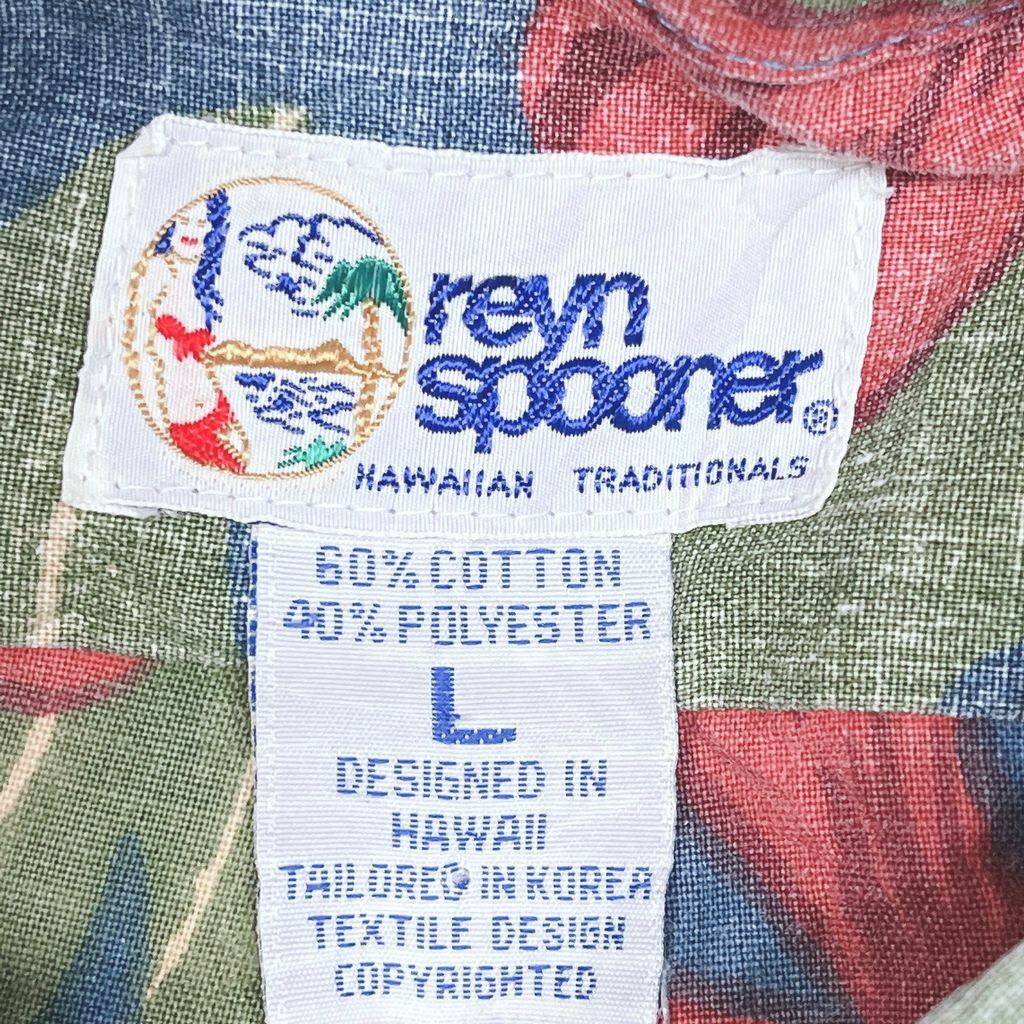 reyn
spooner®
HAWAIIAN TRADITIONALS
60% COTTON
40% POLYESTER
L
DESIGNED IN
HAWAII
TAILORED IN KOREA
TEXTILE DESIGN
COPYRIGHTED